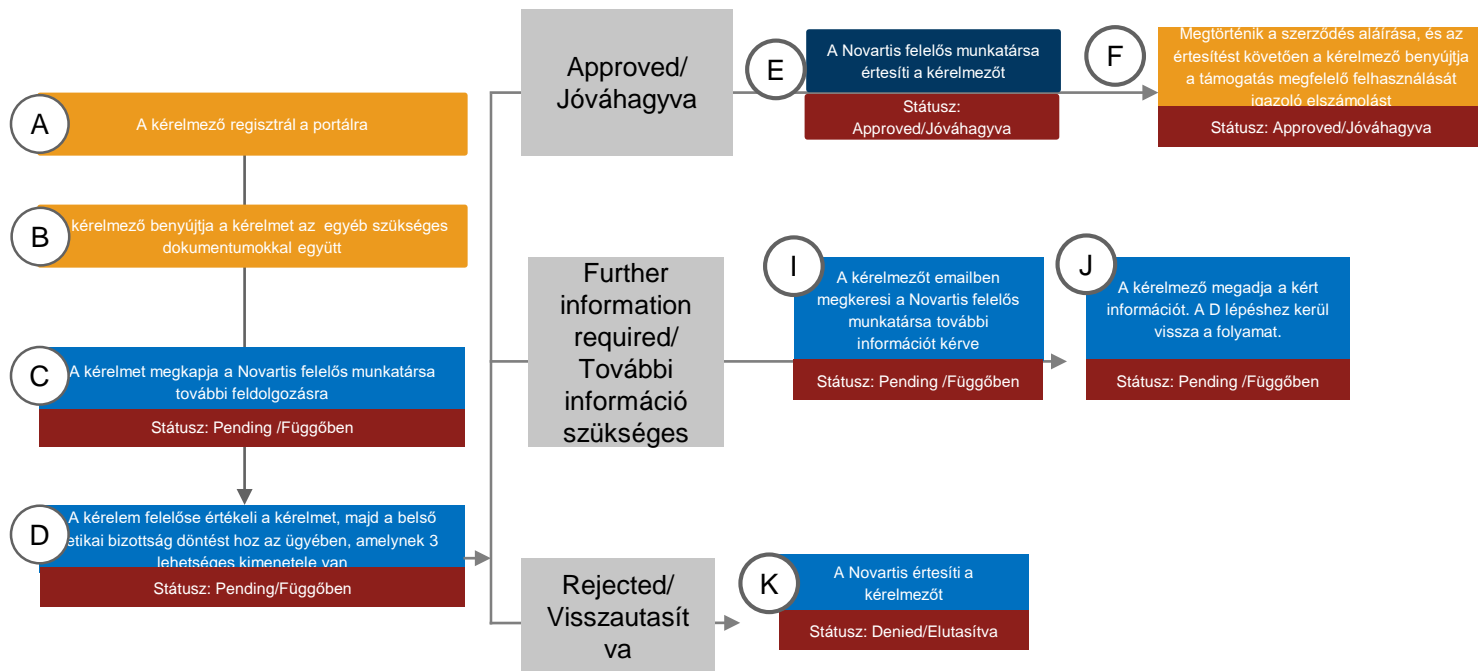 A
A kérelmező regisztrál a portálra
B
kérelmező benyújtja a kérelmet az egyéb szükséges
dokumentumokkal együtt
C
A kérelmet megkapja a Novartis felelős munkatársa
további feldolgozásra
Státusz: Pending /Függőben
D
A kérelem felelőse értékeli a kérelmet, majd a belső
etikai bizottság döntést hoz az ügyében, amelynek 3
lehetséges kimenetele van
Státusz: Pending/Függőben
Approved/
Jóváhagyva
E
A Novartis felelős munkatársa
értesíti a kérelmezőt
Státusz:
Approved/Jóváhagyva
F
Megtörténik a szerződés aláírása, és az
értesítést követően a kérelmező benyújtja
a támogatás megfelelő felhasználását
igazoló elszámolást
Státusz: Approved/Jóváhagyva
Further
information
required/
További
információ
szükséges
I
A kérelmezőt emailben
megkeresi a Novartis felelős
munkatársa további
információt kérve
Státusz: Pending /Függőben
J
A kérelmező megadja a kért
információt. A D lépéshez kerül
vissza a folyamat.
Státusz: Pending /Függőben
Rejected/
Visszautasít
va
K
A Novartis értesíti a
kérelmezőt
Státusz: Denied/Elutasítva